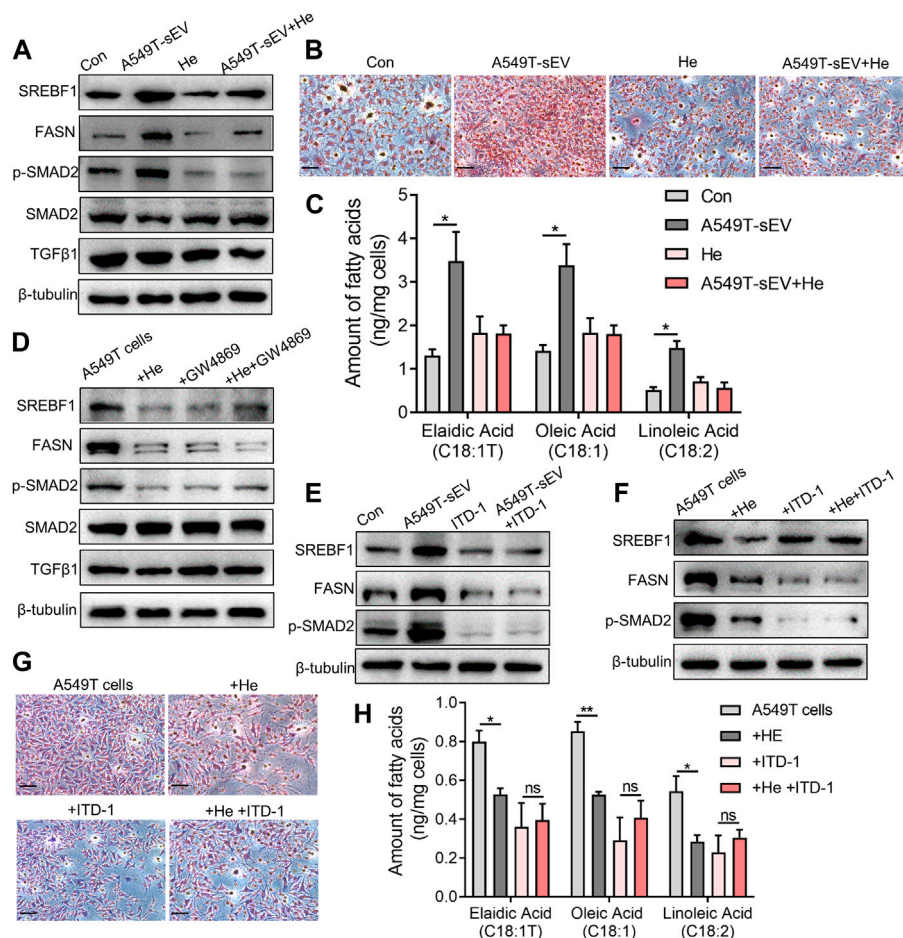 A
Con
A549T-sEV
He
A549T-sEV+He
SREBF1
FASN
p-SMAD2
SMAD2
TGFβ1
β-tubulin
B
Con
A549T-sEV
He
A549T-sEV+He
C
Con
A549T-sEV
He
A549T-sEV+He
Amount of fatty acids
(ng/mg cells)
5
4
3
2
1
0
*
*
*
Elaidic Acid
(C18:1T)
Oleic Acid
(C18:1)
Linoleic Acid
(C18:2)
D
A549T cells
+He
+GW4869
+He+GW4869
SREBF1
FASN
p-SMAD2
SMAD2
TGFβ1
β-tubulin
E
Con
A549T-sEV
ITD-1
A549T-sEV
+ITD-1
SREBF1
FASN
p-SMAD2
β-tubulin
F
A549T cells
+He
+ITD-1
+He+ITD-1
SREBF1
FASN
p-SMAD2
β-tubulin
G
A549T cells
+He
+ITD-1
+He +ITD-1
H
A549T cells
+HE
+ITD-1
+He +ITD-1
Amount of fatty acids
(ng/mg cells)
1.0
0.8
0.6
0.4
0.2
0.0
*
ns
**
ns
*
ns
Elaidic Acid
(C18:1T)
Oleic Acid
(C18:1)
Linoleic Acid
(C18:2)